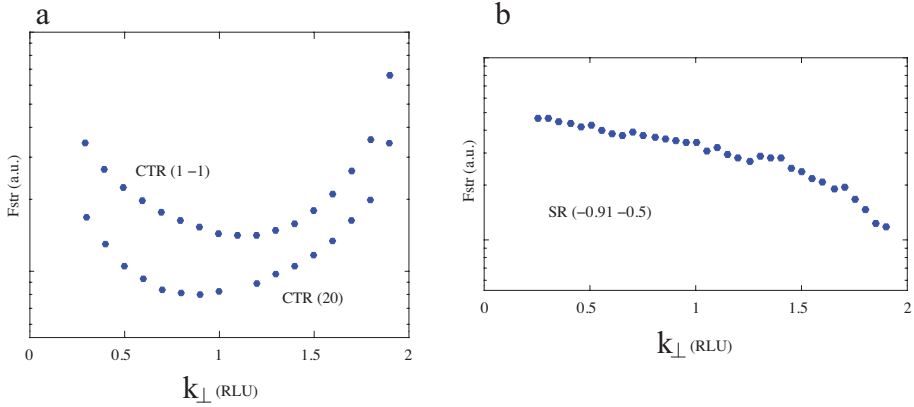 a
Fstr (a.u.)
CTR (1 −1)
CTR (20)
0 0.5 1 1.5 2
k⊥ (RLU)
b
Fstr (a.u.)
SR (−0.91 −0.5)
0 0.5 1 1.5 2
k⊥ (RLU)